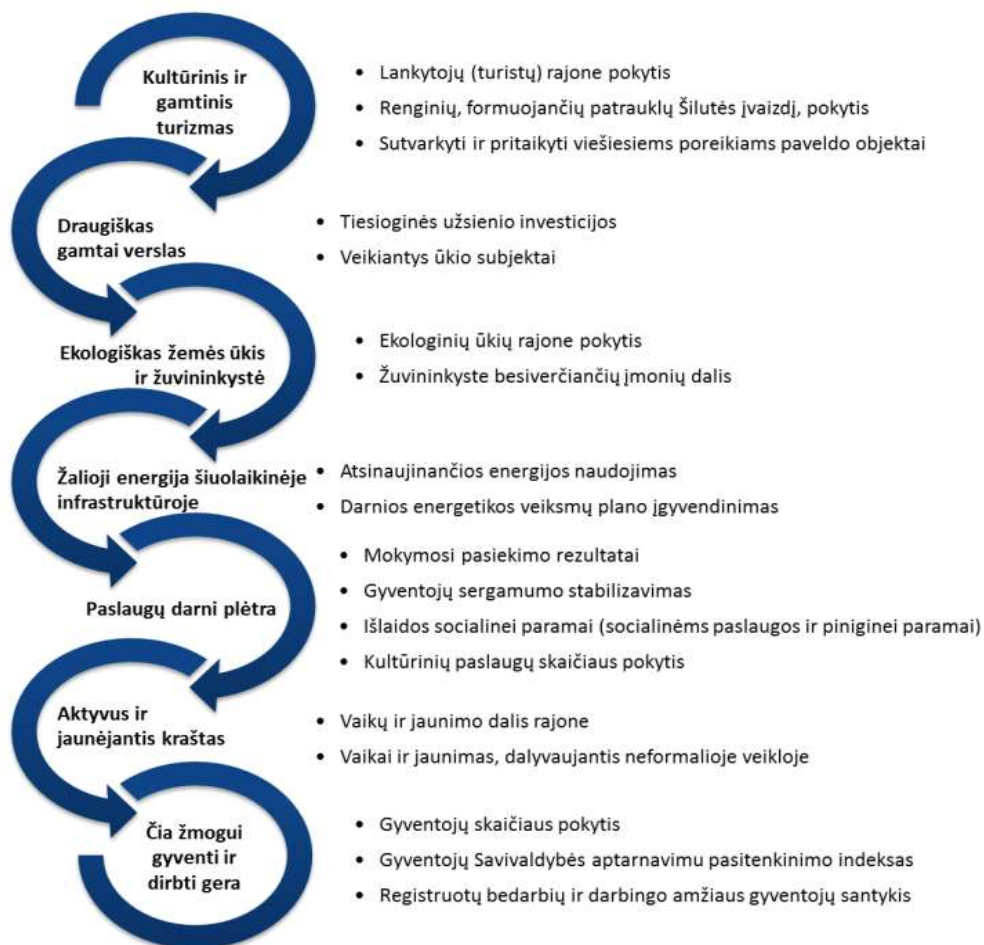 Kultūrinis ir
gamtinis
turizmas
• Lankytojų (turistų) rajone pokytis
• Renginių, formuojančių patrauklų Šilutės įvaizdį, pokytis
• Sutvarkyti ir pritaikyti viešiesiems poreikiams paveldo objektai
Draugiškas
gamtai verslas
• Tiesioginės užsienio investicijos
• Veikiantys ūkio subjektai
Ekologiškas žemės ūkis
ir žuvininkystė
• Ekologinių ūkių rajone pokytis
• Žuvininkyste besiverčiančių įmonių dalis
Žalioji energija šiuolaikinėje
infrastruktūroje
• Atsinaujinančios energijos naudojimas
• Darnios energetikos veiksmų plano įgyvendinimas
Paslaugų darni plėtra
• Mokymosi pasiekimo rezultatai
• Gyventojų sergamumo stabilizavimas
• Išlaidos socialinei paramai (socialinėms paslaugos ir piniginei paramai)
• Kultūrinių paslaugų skaičiaus pokytis
Aktyvus ir
jaunėjantis kraštas
• Vaikų ir jaunimo dalis rajone
• Vaikai ir jaunimas, dalyvaujantis neformalioje veikloje
Čia žmogui
gyventi ir
dirbti gera
• Gyventojų skaičiaus pokytis
• Gyventojų Savivaldybės aptarnavimu pasitenkinimo indeksas
• Registruotų bedarbių ir darbingo amžiaus gyventojų santykis